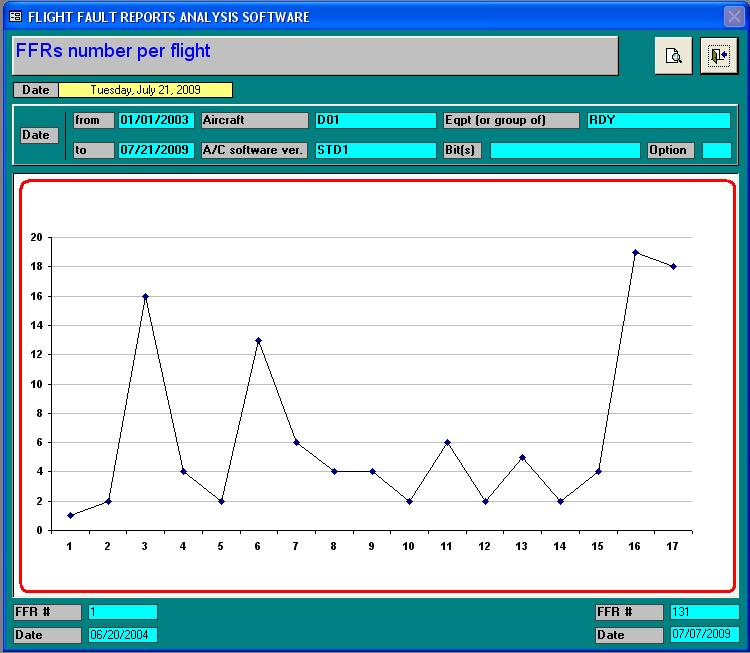 FLIGHT FAULT REPORTS ANALYSIS SOFTWARE
FFRs number per flight
Date Tuesday, July 21, 2009
from 01/01/2003 Aircraft D01 Eqpt (or group of) RDY
Date
to 07/21/2009 A/C software ver. STD1 Bit(s) Option
20
18
16
14
12
10
8
6
4
2
0
1 2 3 4 5 6 7 8 9 10 11 12 13 14 15 16 17
FFR # 1 FFR # 131
Date 06/20/2004 Date 07/07/2009